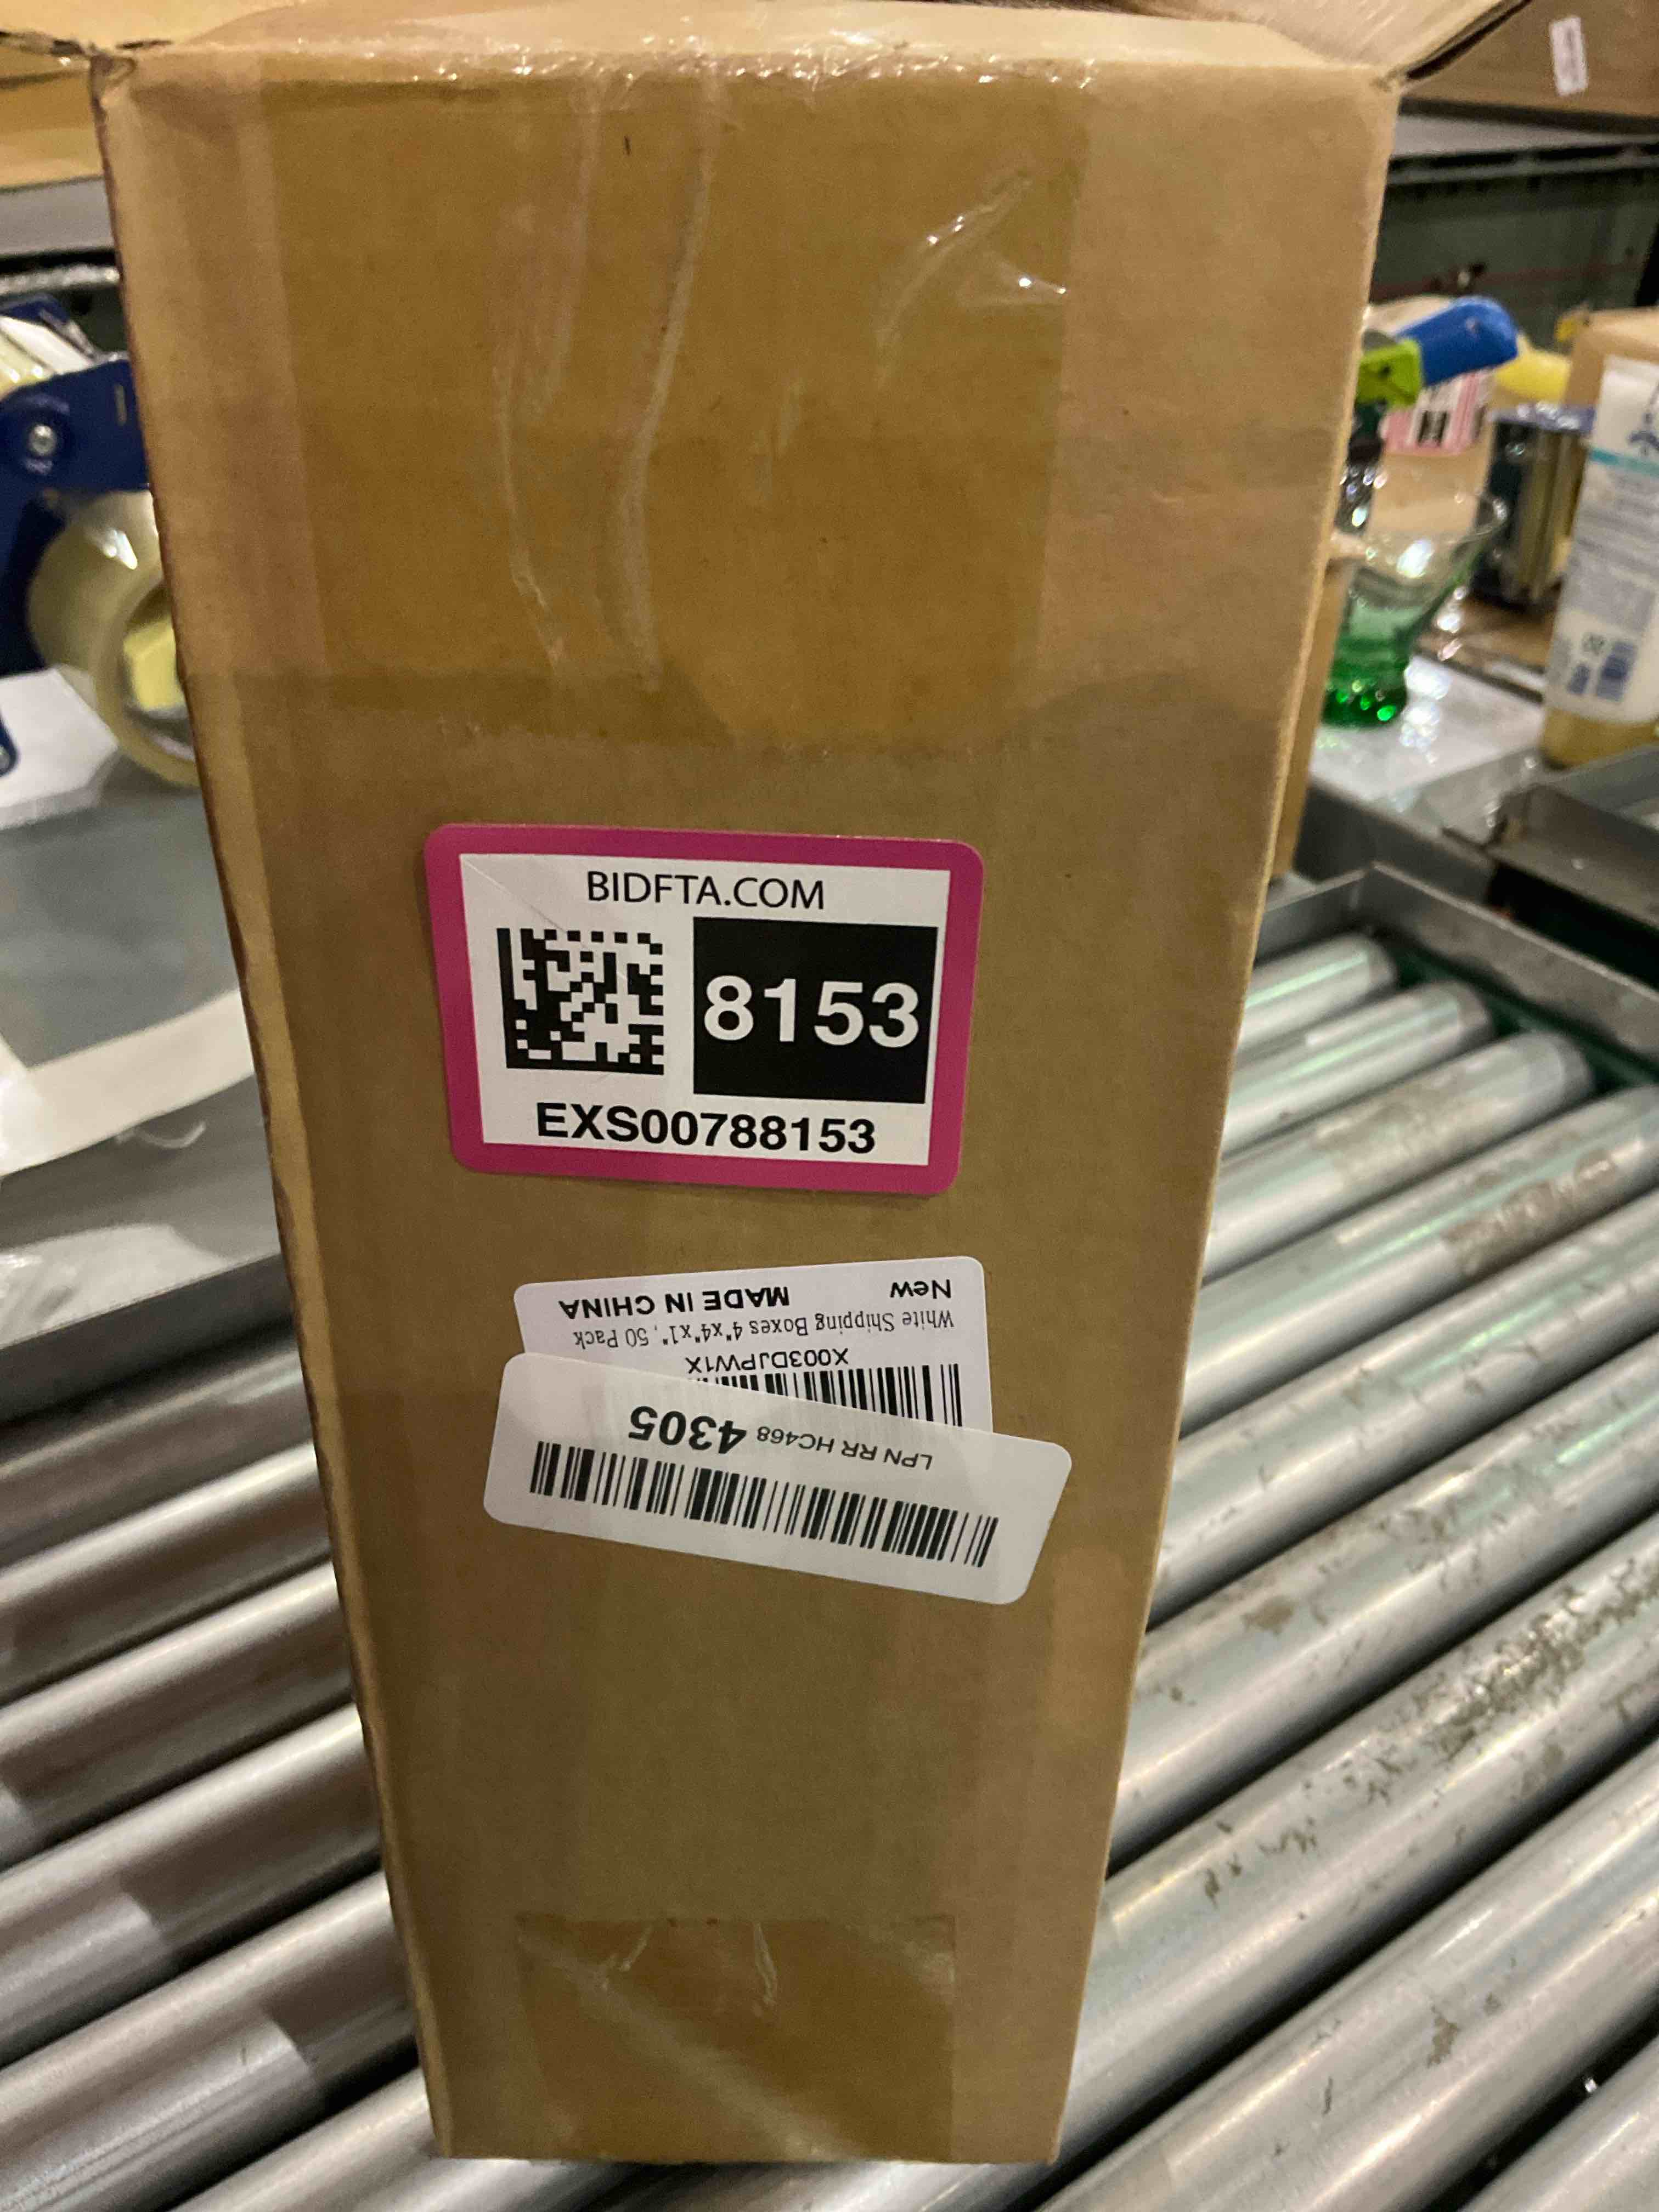 BIDFTA.COM
8153
EXS00788153
LPN RR HC468 4305
X003DJPW1X
White Shipping Boxes 4"x4"x1", 50 Pack
New MADE IN CHINA